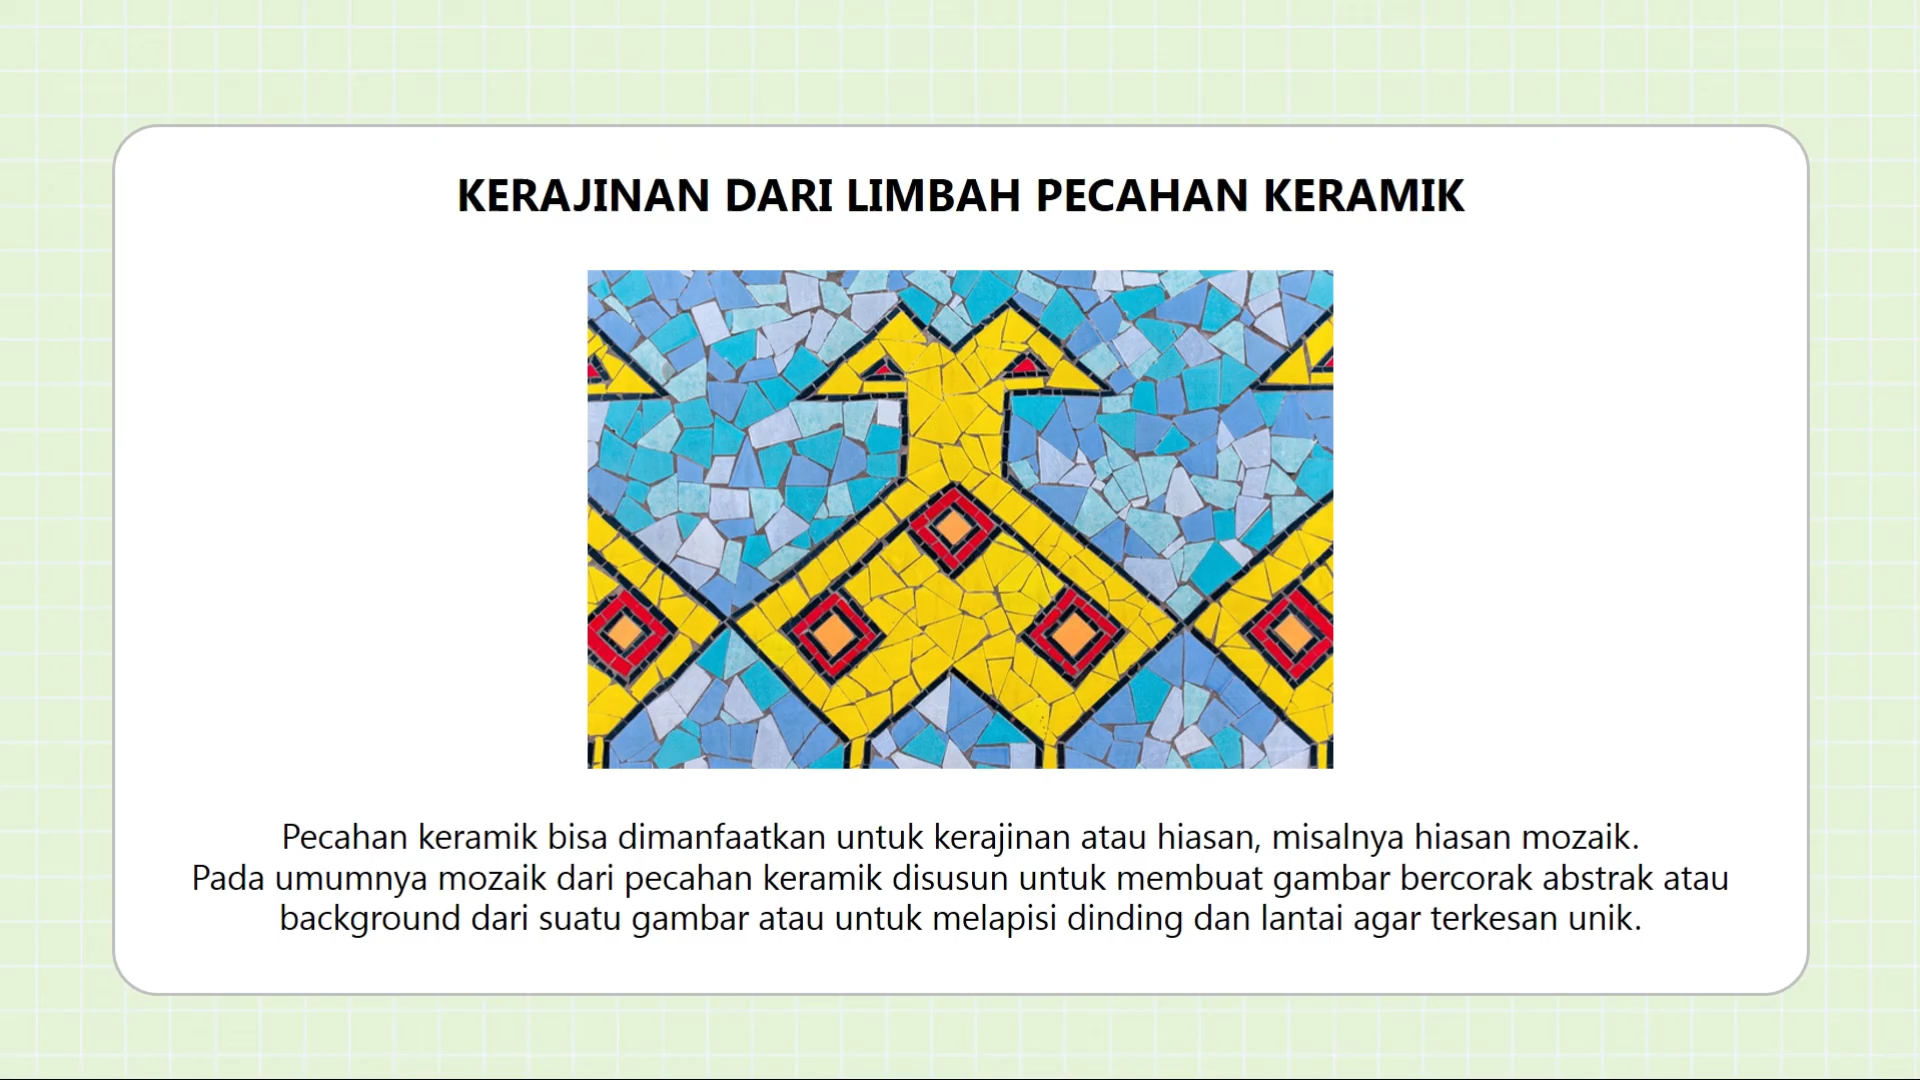 KERAJINAN DARI LIMBAH PECAHAN KERAMIK
Pecahan keramik bisa dimanfaatkan untuk kerajinan atau hiasan, misalnya hiasan mozaik.
Pada umumnya mozaik dari pecahan keramik disusun untuk membuat gambar bercorak abstrak atau
background dari suatu gambar atau untuk melapisi dinding dan lantai agar terkesan unik.